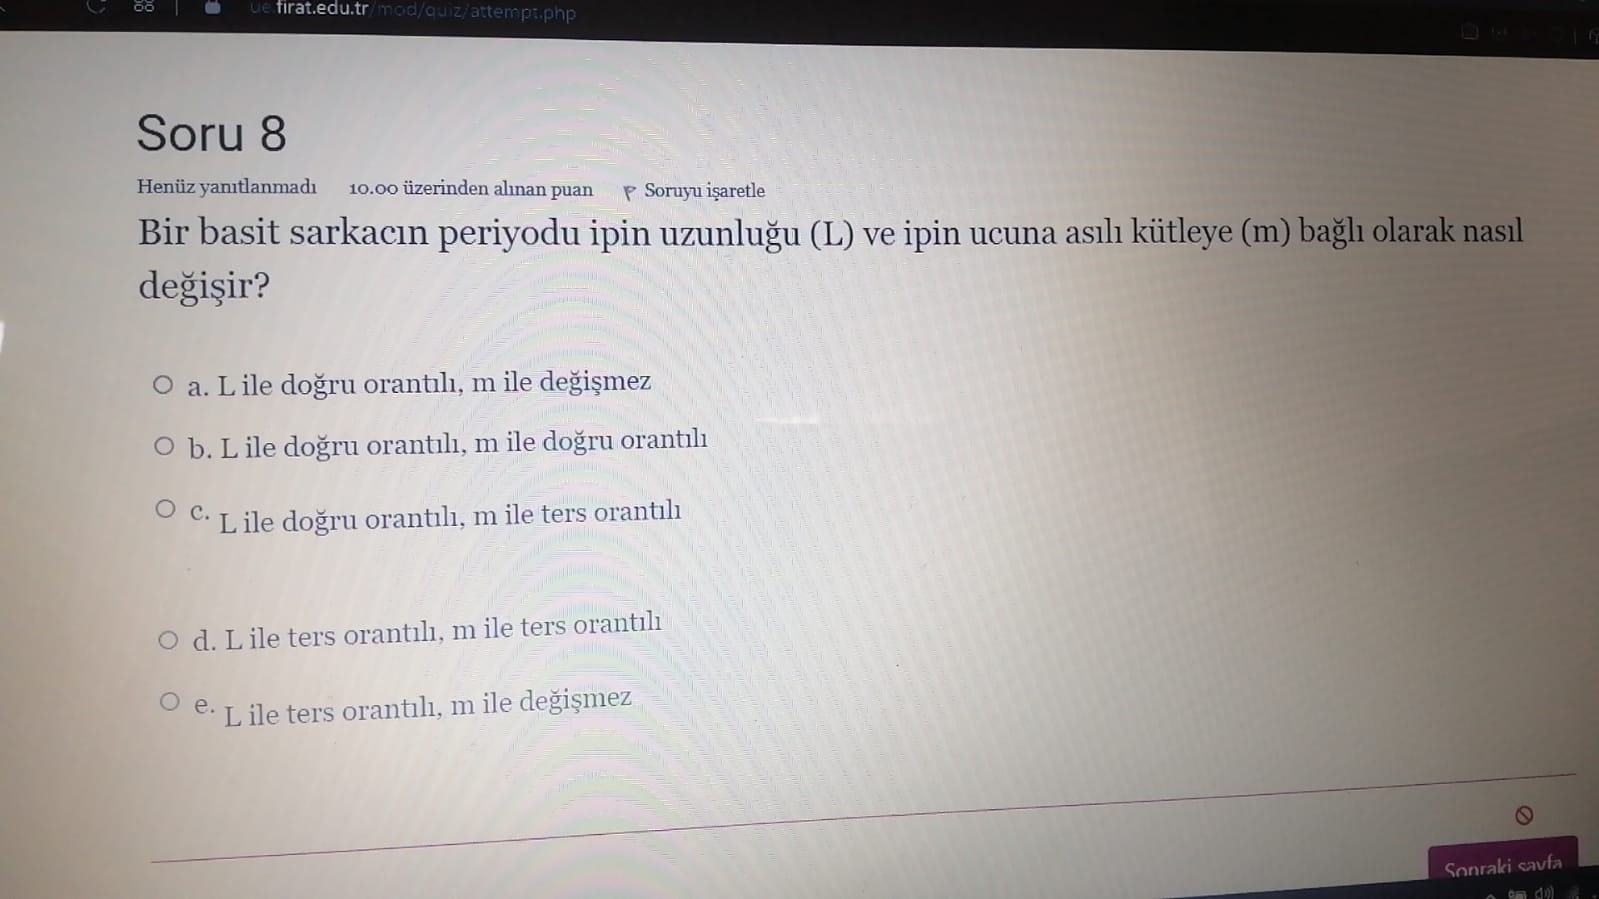 ue.firat.edu.tr/mod/quiz/attempt.php
Soru 8
Henüz yanıtlanmadı 10.00 üzerinden alınan puan Soruyu işaretle
Bir basit sarkacın periyodu ipin uzunluğu (L) ve ipin ucuna asılı kütleye (m) bağlı olarak nasıl
değişir?
a. L ile doğru orantılı, m ile değişmez
b. L ile doğru orantılı, m ile doğru orantılı
c. L ile doğru orantılı, m ile ters orantılı
d. L ile ters orantılı, m ile ters orantılı
e. L ile ters orantılı, m ile değişmez
Sonraki sayfa